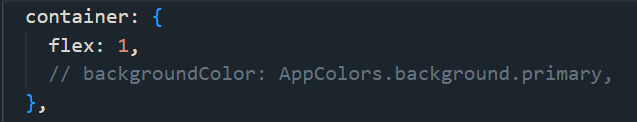 container: {
flex: 1,
// backgroundColor: AppColors.background.primary,
},